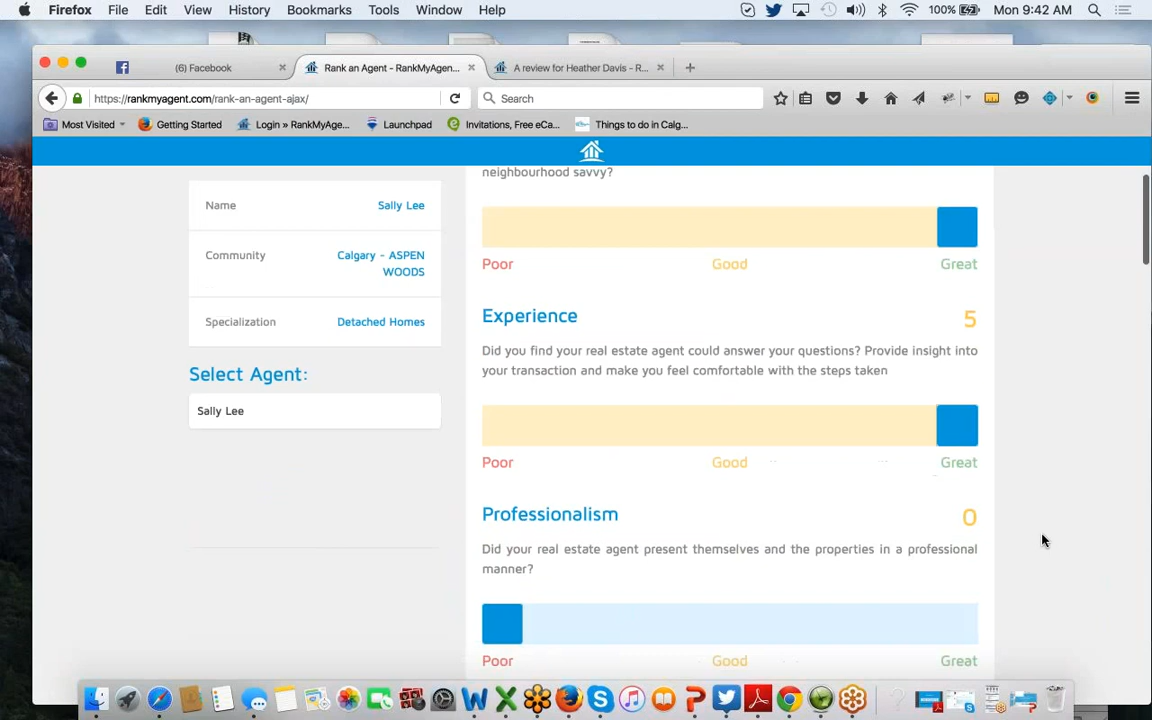 Firefox File Edit View History Bookmarks Tools Window Help 100% Mon 9:42 AM
(6) Facebook Rank an Agent - RankMyAgen... A review for Heather Davis - R...
https://rankmyagent.com/rank-an-agent-ajax/ Search
Most Visited Getting Started Login » RankMyAge... Launchpad Invitations, Free eCa... Things to do in Calg...
neighbourhood savvy?
Name Sally Lee
Community Calgary - ASPEN
WOODS
Specialization Detached Homes
Select Agent:
Sally Lee
Poor Good Great
Experience 5
Did you find your real estate agent could answer your questions? Provide insight into
your transaction and make you feel comfortable with the steps taken
Poor Good Great
Professionalism 0
Did your real estate agent present themselves and the properties in a professional
manner?
Poor Good Great